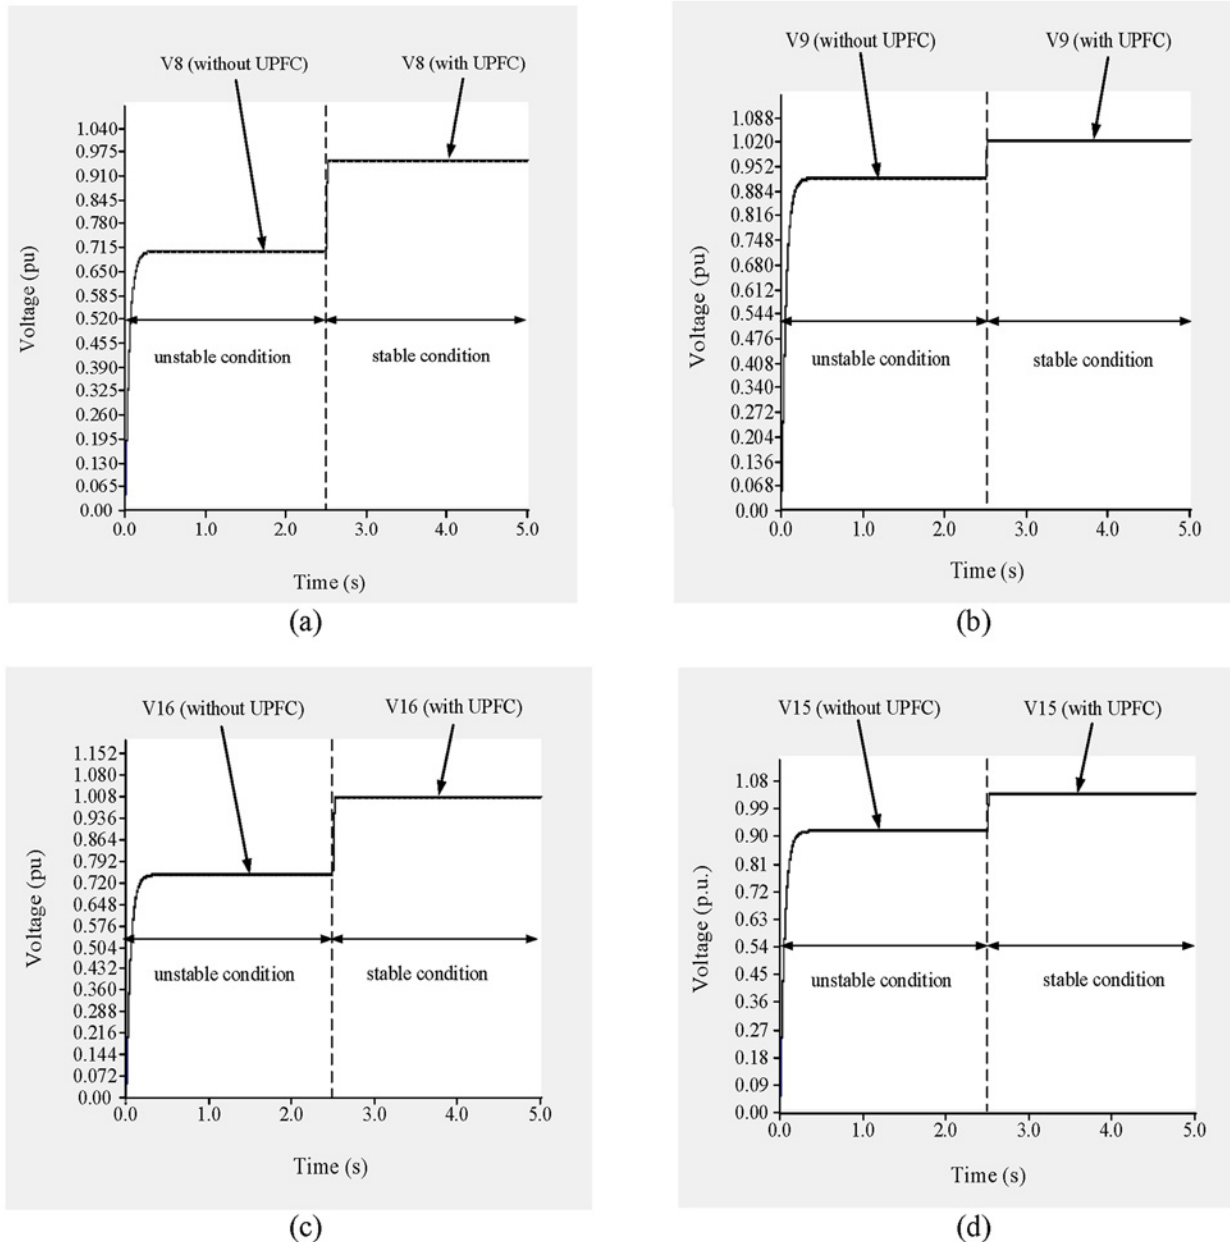 V8 (without UPFC)
V8 (with UPFC)
1.040
0.975
0.910
0.845
0.780
0.715
0.650
0.585
0.520
0.455
0.390
0.325
0.260
0.195
0.130
0.065
0.00
Voltage (pu)
unstable condition
stable condition
0.0 1.0 2.0 3.0 4.0 5.0
Time (s)
(a)
V9 (without UPFC)
V9 (with UPFC)
1.088
1.020
0.952
0.884
0.816
0.748
0.680
0.612
0.544
0.476
0.408
0.340
0.272
0.204
0.136
0.068
0.00
Voltage (pu)
unstable condition
stable condition
0.0 1.0 2.0 3.0 4.0 5.0
Time (s)
(b)
V16 (without UPFC)
V16 (with UPFC)
1.152
1.080
1.008
0.936
0.864
0.792
0.720
0.648
0.576
0.504
0.432
0.360
0.288
0.216
0.144
0.072
0.00
Voltage (pu)
unstable condition
stable condition
0.0 1.0 2.0 3.0 4.0 5.0
Time (s)
(c)
V15 (without UPFC)
V15 (with UPFC)
1.08
0.99
0.90
0.81
0.72
0.63
0.54
0.45
0.36
0.27
0.18
0.09
0.00
Voltage (p.u.)
unstable condition
stable condition
0.0 1.0 2.0 3.0 4.0 5.0
Time (s)
(d)